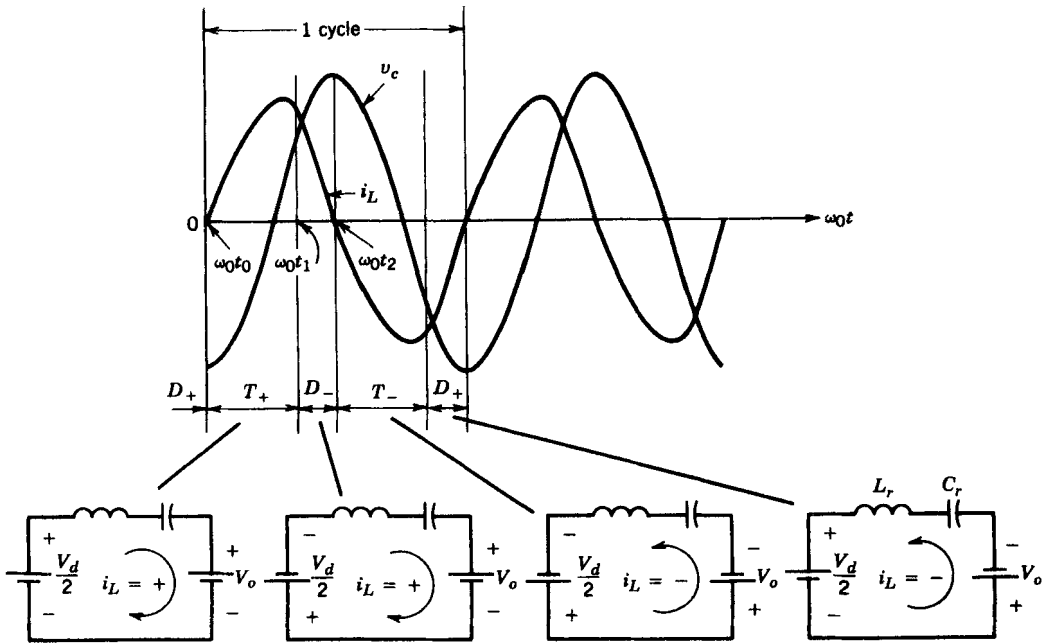 1 cycle
υ_c
i_L
0
ω₀t
ω₀t₀
ω₀t₁
ω₀t₂
D₊ T₊ D₋ T₋ D₊
+ V_d/2 − i_L = + + V_o −
− V_d/2 + i_L = + + V_o −
− V_d/2 + i_L = − − V_o +
L_r C_r
+ V_d/2 − i_L = − − V_o +